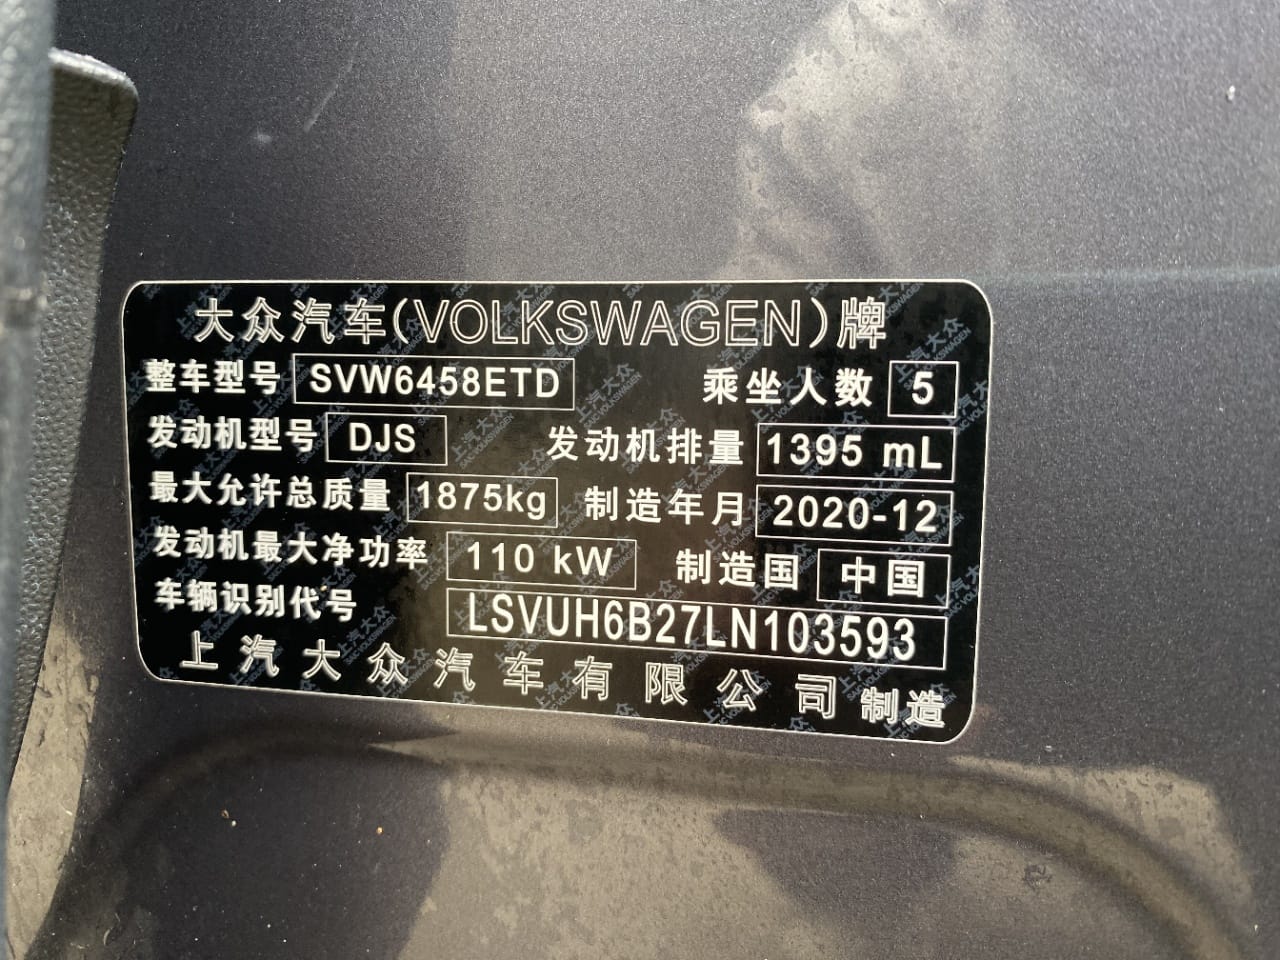 大众汽车(VOLKSWAGEN)牌
整车型号 SVW6458ETD 乘坐人数 5
发动机型号 DJS 发动机排量 1395 mL
最大允许总质量 1875kg 制造年月 2020-12
发动机最大净功率 110 kW 制造国 中国
车辆识别代号 LSVUH6B27LN103593
上汽大众汽车有限公司 制造